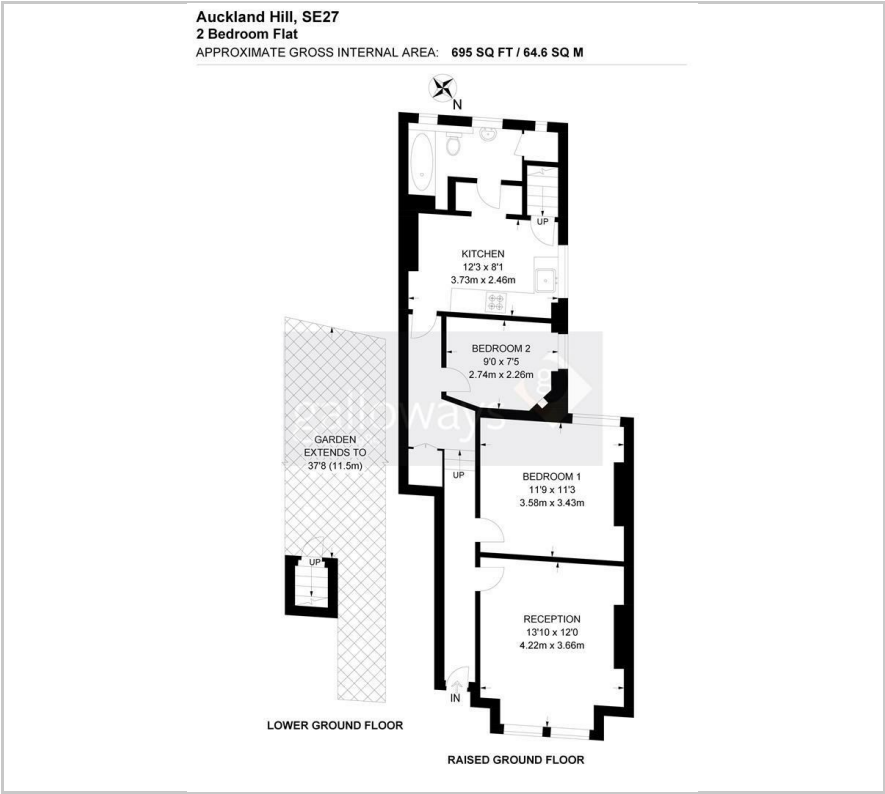 Auckland Hill, SE27
2 Bedroom Flat
APPROXIMATE GROSS INTERNAL AREA: 695 SQ FT / 64.6 SQ M
N
UP
KITCHEN
12'3 x 8'1
3.73m x 2.46m
BEDROOM 2
9'0 x 7'5
2.74m x 2.26m
galloways
GARDEN
EXTENDS TO
37'8 (11.5m)
UP
BEDROOM 1
11'9 x 11'3
3.58m x 3.43m
UP
RECEPTION
13'10 x 12'0
4.22m x 3.66m
IN
LOWER GROUND FLOOR
RAISED GROUND FLOOR